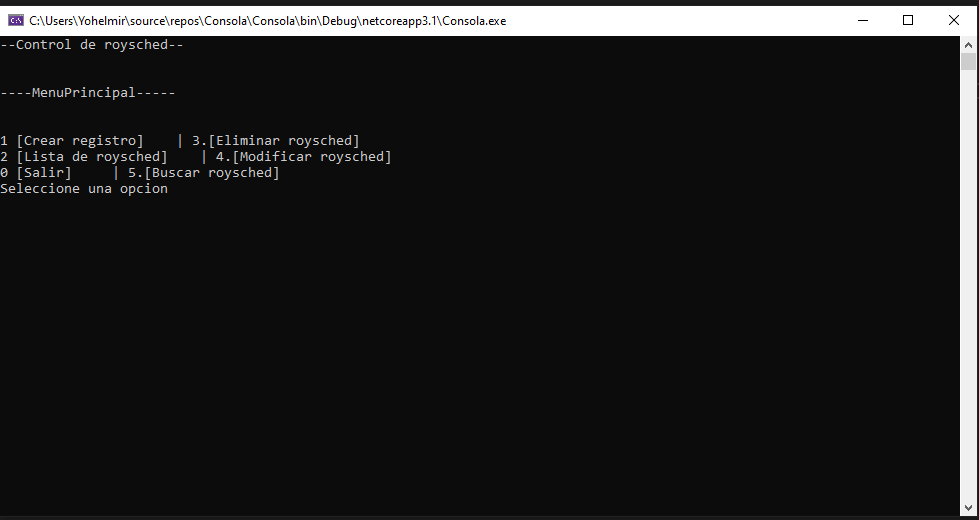 C:\Users\Yohelmir\source\repos\Consola\Consola\bin\Debug\netcoreapp3.1\Consola.exe
--Control de roysched--
----MenuPrincipal-----
1 [Crear registro]    | 3.[Eliminar roysched]
2 [Lista de roysched]    | 4.[Modificar roysched]
0 [Salir]     | 5.[Buscar roysched]
Seleccione una opcion